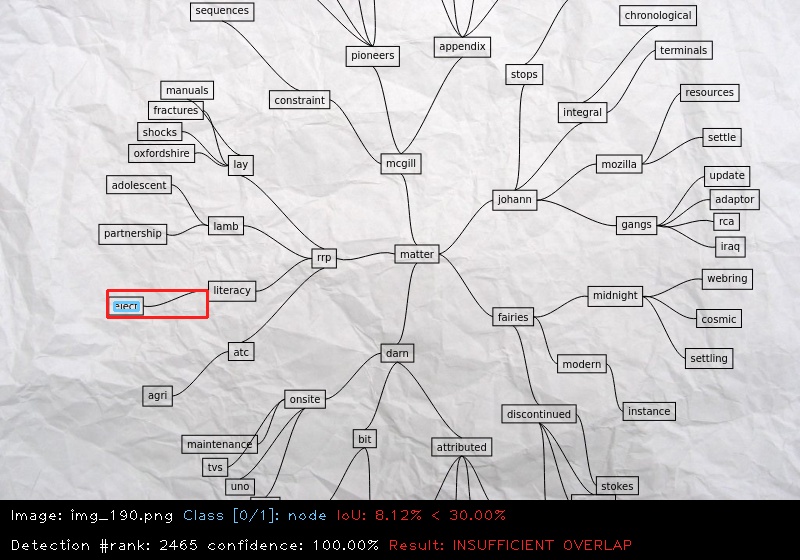 sequences
pioneers
appendix
chronological
terminals
stops
manuals
fractures
constraint
integral
resources
shocks
oxfordshire
lay
mcgill
mozilla
settle
adolescent
johann
update
adaptor
partnership
lamb
gangs
rca
iraq
rrp
matter
literacy
midnight
webring
fairies
cosmic
atc
darn
modern
settling
agri
onsite
discontinued
instance
maintenance
bit
attributed
tvs
uno
stokes
Image: img_190.png Class [0/1]: node IoU: 8.12% < 30.00%
Detection #rank: 2465 confidence: 100.00% Result: INSUFFICIENT OVERLAP